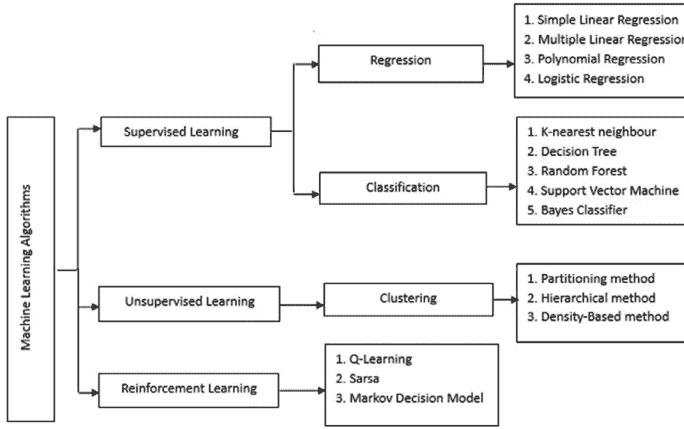 Machine Learning Algorithms
Supervised Learning
Regression
1. Simple Linear Regression
2. Multiple Linear Regression
3. Polynomial Regression
4. Logistic Regression
Classification
1. K-nearest neighbour
2. Decision Tree
3. Random Forest
4. Support Vector Machine
5. Bayes Classifier
Unsupervised Learning
Clustering
1. Partitioning method
2. Hierarchical method
3. Density-Based method
Reinforcement Learning
1. Q-Learning
2. Sarsa
3. Markov Decision Model